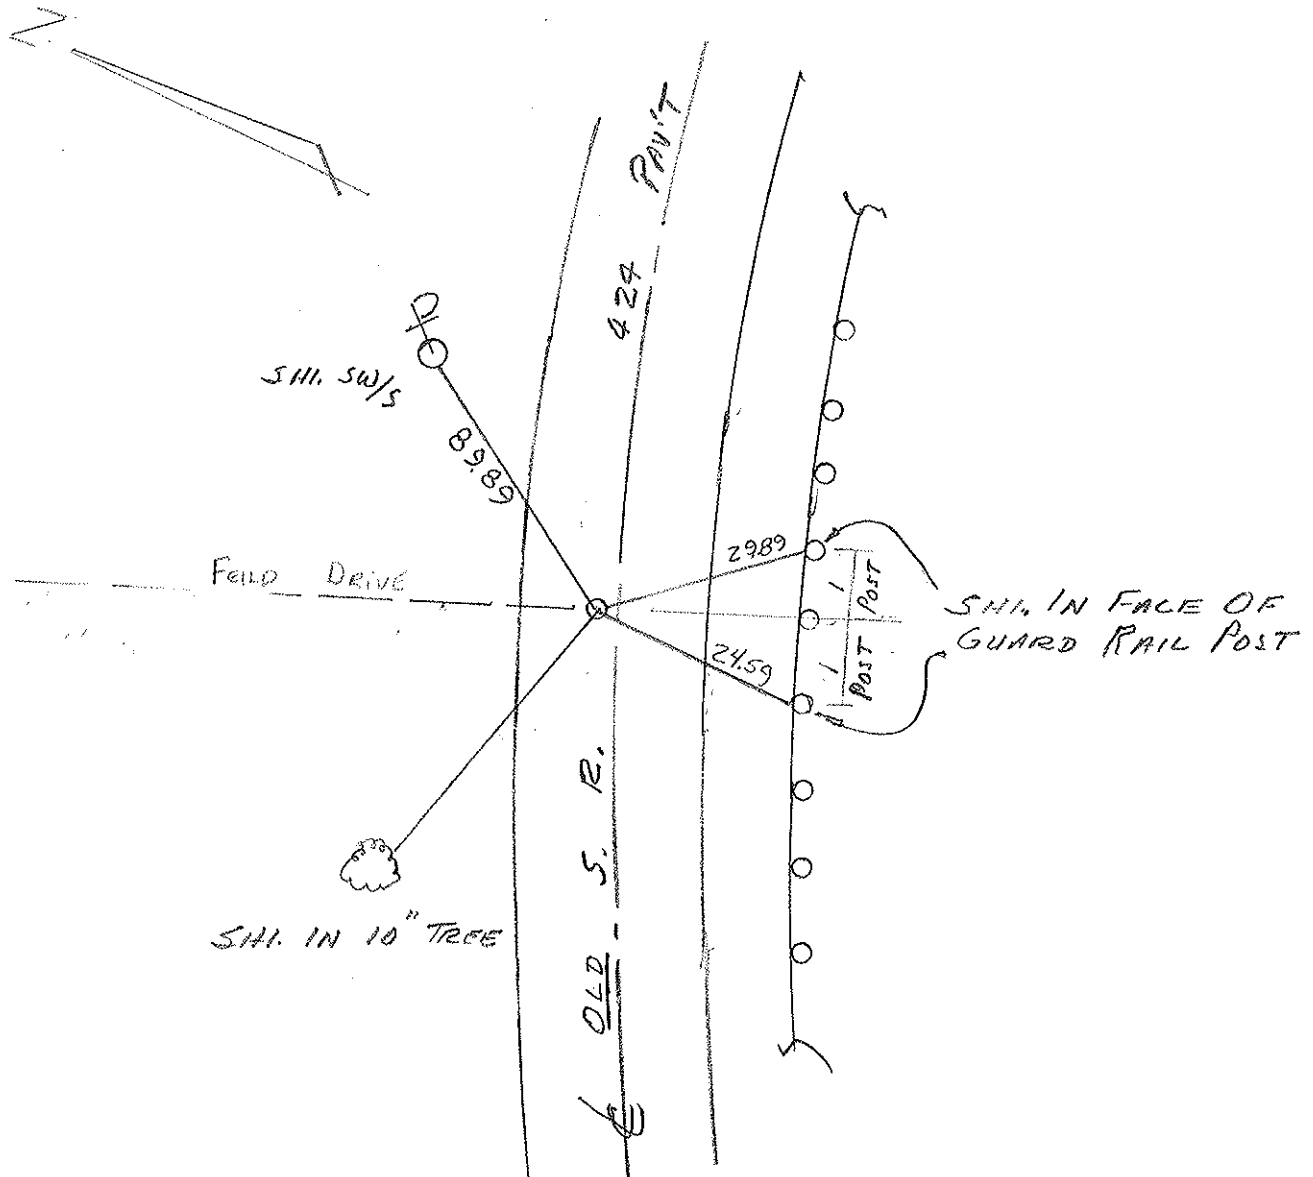 N
PAV'T
424
SHI. SW/S
89.89
29.89
FEILD DRIVE
1 POST
1 POST
SHI. IN FACE OF
GUARD RAIL POST
24.59
OLD S. R.
SHI. IN 10" TREE